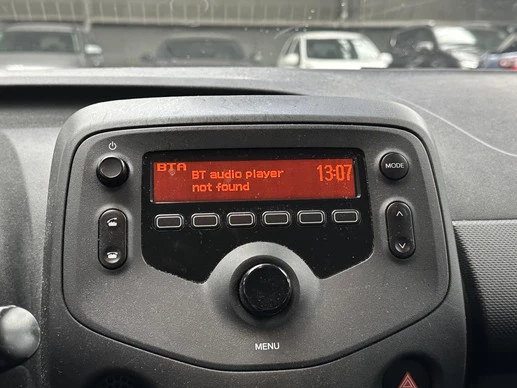 BTA
BT audio player 13:07
not found
MODE
MENU